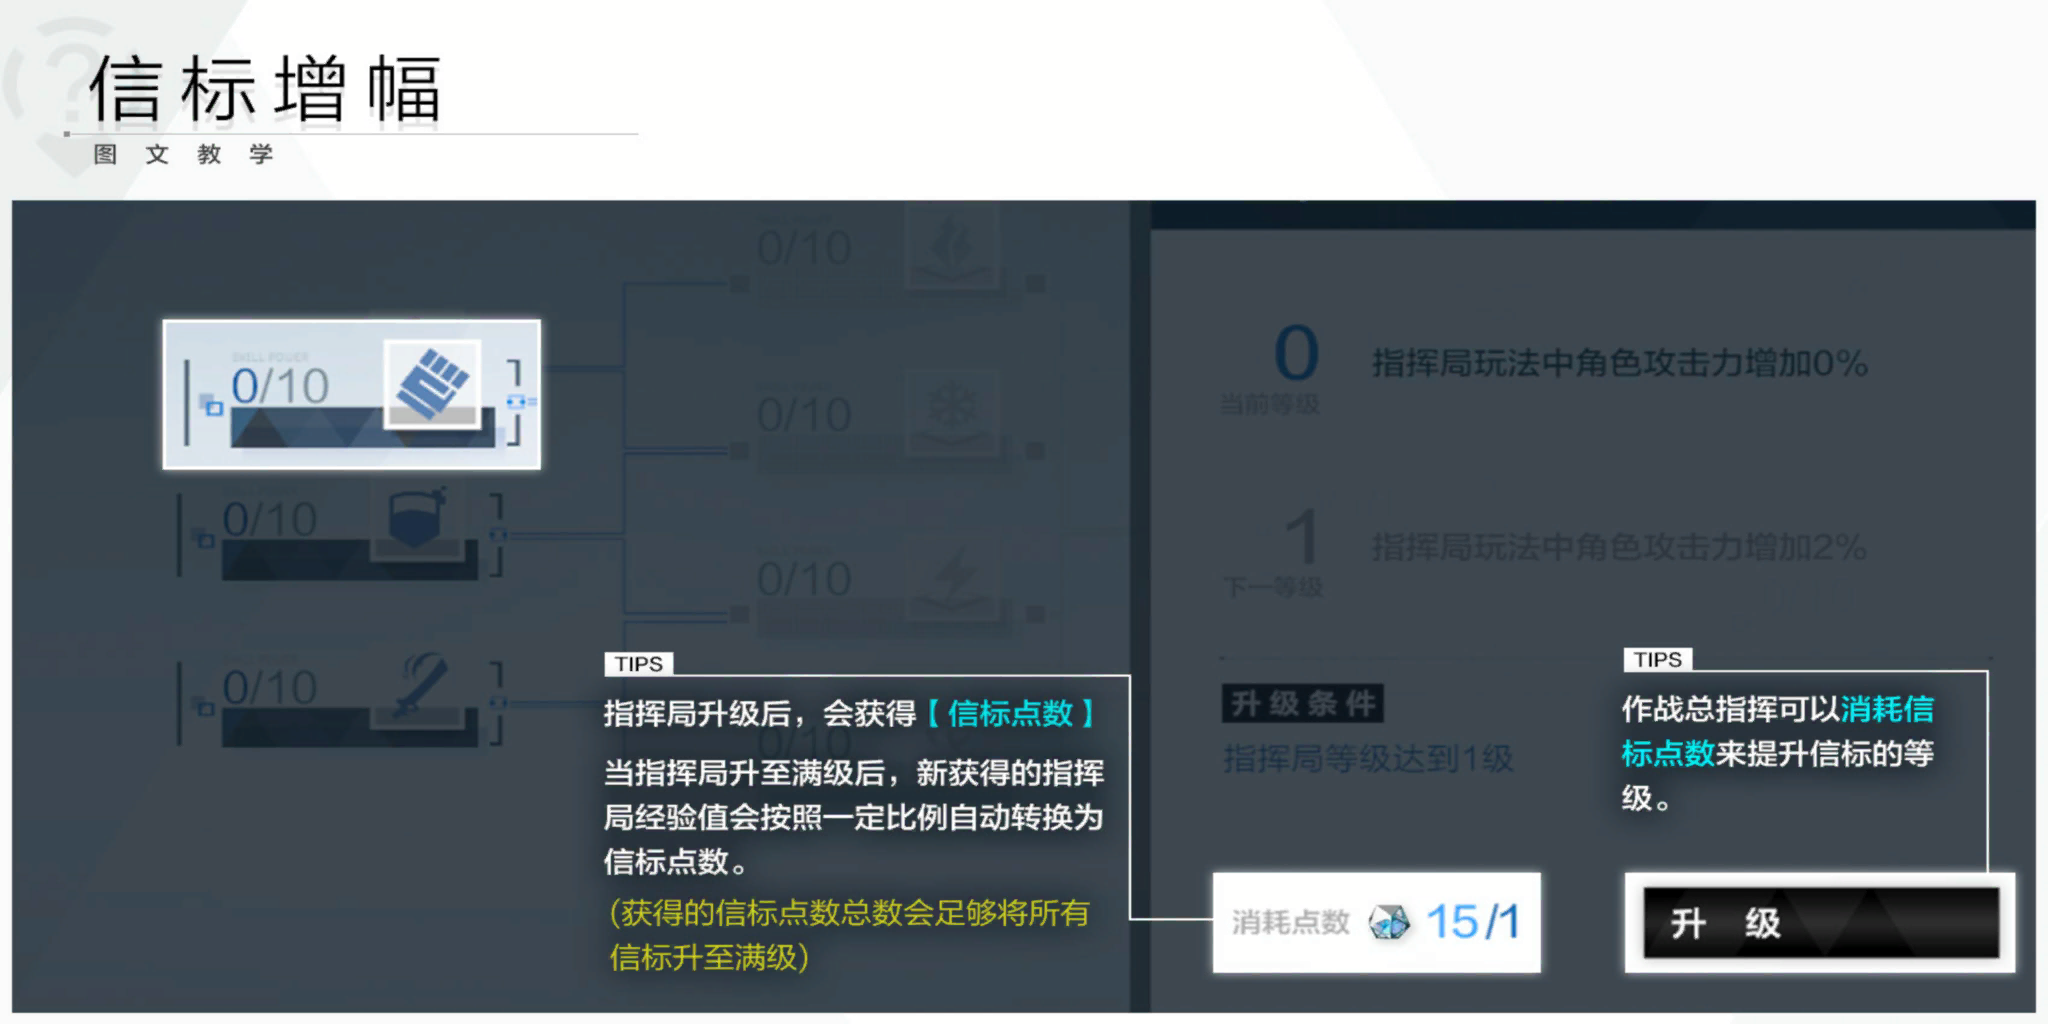 信标增幅
图文教学
0/10
0/10
0/10
0/10
0/10
0/10
0/10
TIPS
指挥局升级后，会获得【信标点数】
当指挥局升至满级后，新获得的指挥
局经验值会按照一定比例自动转换为
信标点数。
(获得的信标点数总数会足够将所有
信标升至满级)
0
当前等级
指挥局玩法中角色攻击力增加0%
1
下一等级
指挥局玩法中角色攻击力增加2%
升级条件
指挥局等级达到1级
TIPS
作战总指挥可以消耗信
标点数来提升信标的等
级。
消耗点数 15/1
升 级